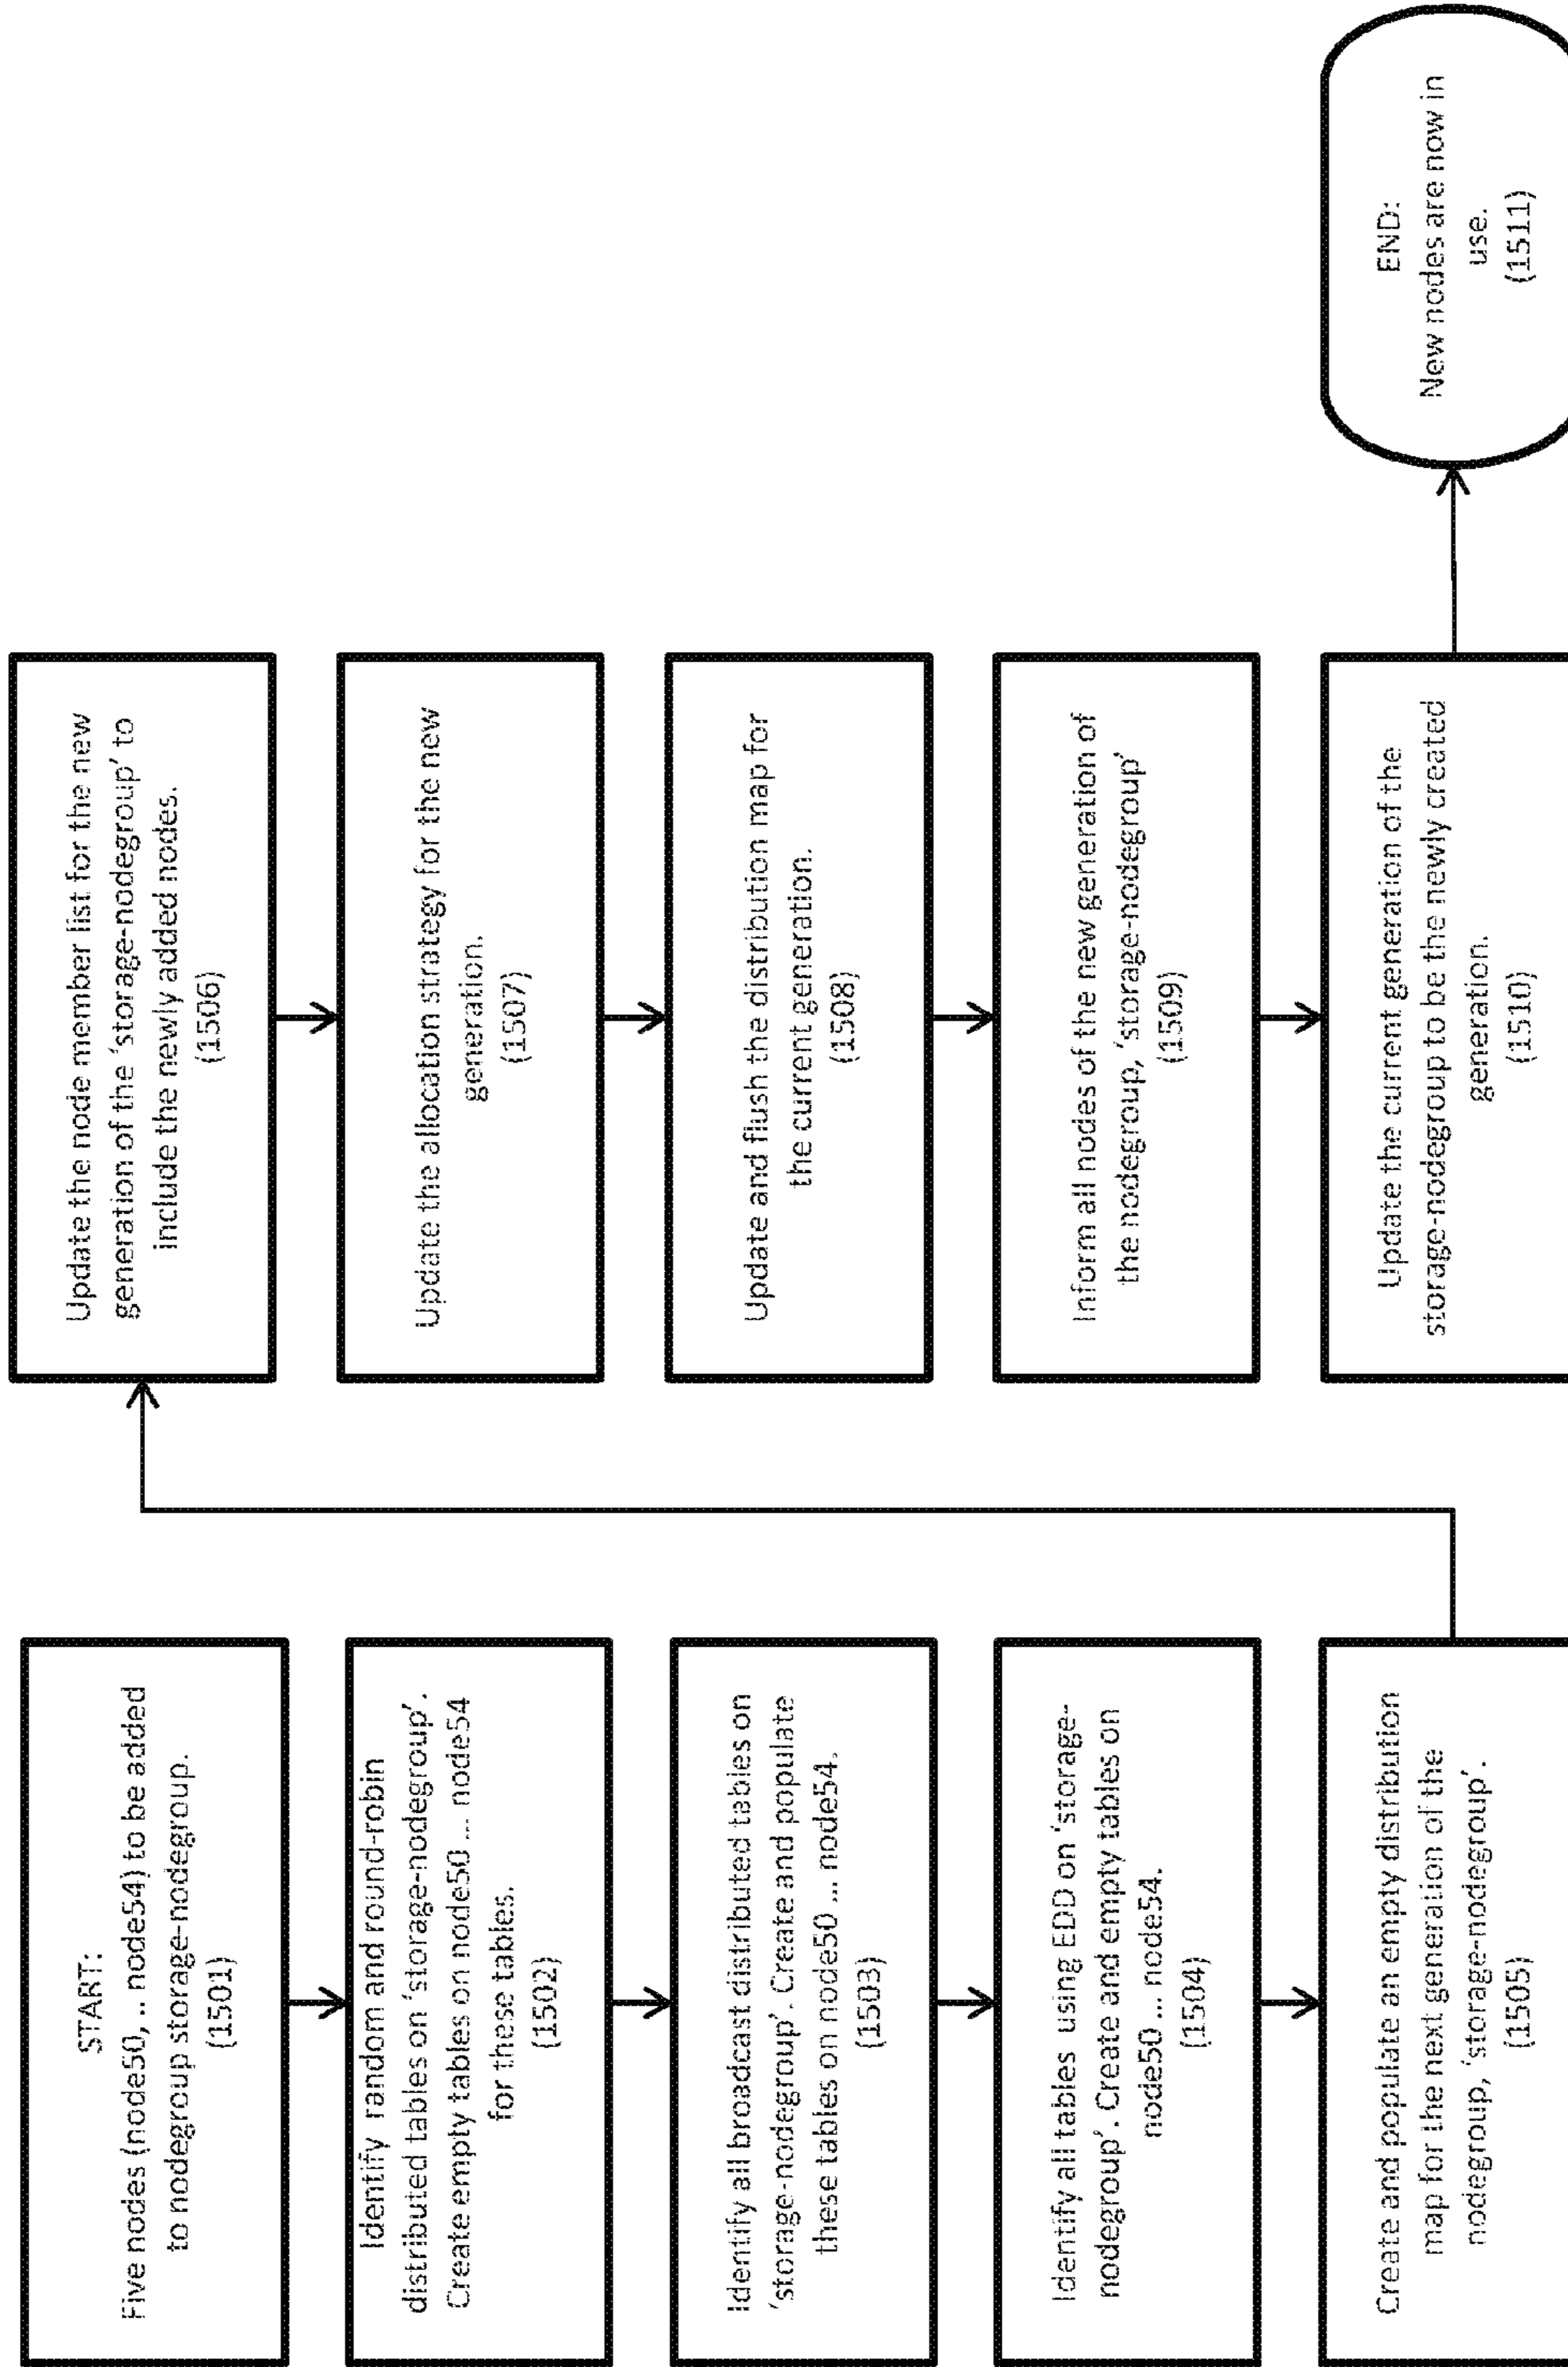 START:
Five nodes (node50, .. node54) to be added
to nodegroup storage-nodegroup.
(1501)
Identify random and round-robin
distributed tables on 'storage-nodegroup'.
Create empty tables on node50 ... node54
for these tables.
(1502)
Identify all broadcast distributed tables on
'storage-nodegroup'. Create and populate
these tables on node50 ... node54.
(1503)
Identify all tables using EDD on 'storage-
nodegroup'. Create and empty tables on
node50 ... node54.
(1504)
Create and populate an empty distribution
map for the next generation of the
nodegroup, 'storage-nodegroup'.
(1505)
Update the node member list for the new
generation of the 'storage-nodegroup' to
include the newly added nodes.
(1506)
Update the allocation strategy for the new
generation.
(1507)
Update and flush the distribution map for
the current generation.
(1508)
Inform all nodes of the new generation of
the nodegroup, 'storage-nodegroup'
(1509)
Update the current generation of the
storage-nodegroup to be the newly created
generation.
(1510)
END:
New nodes are now in
use.
(1511)